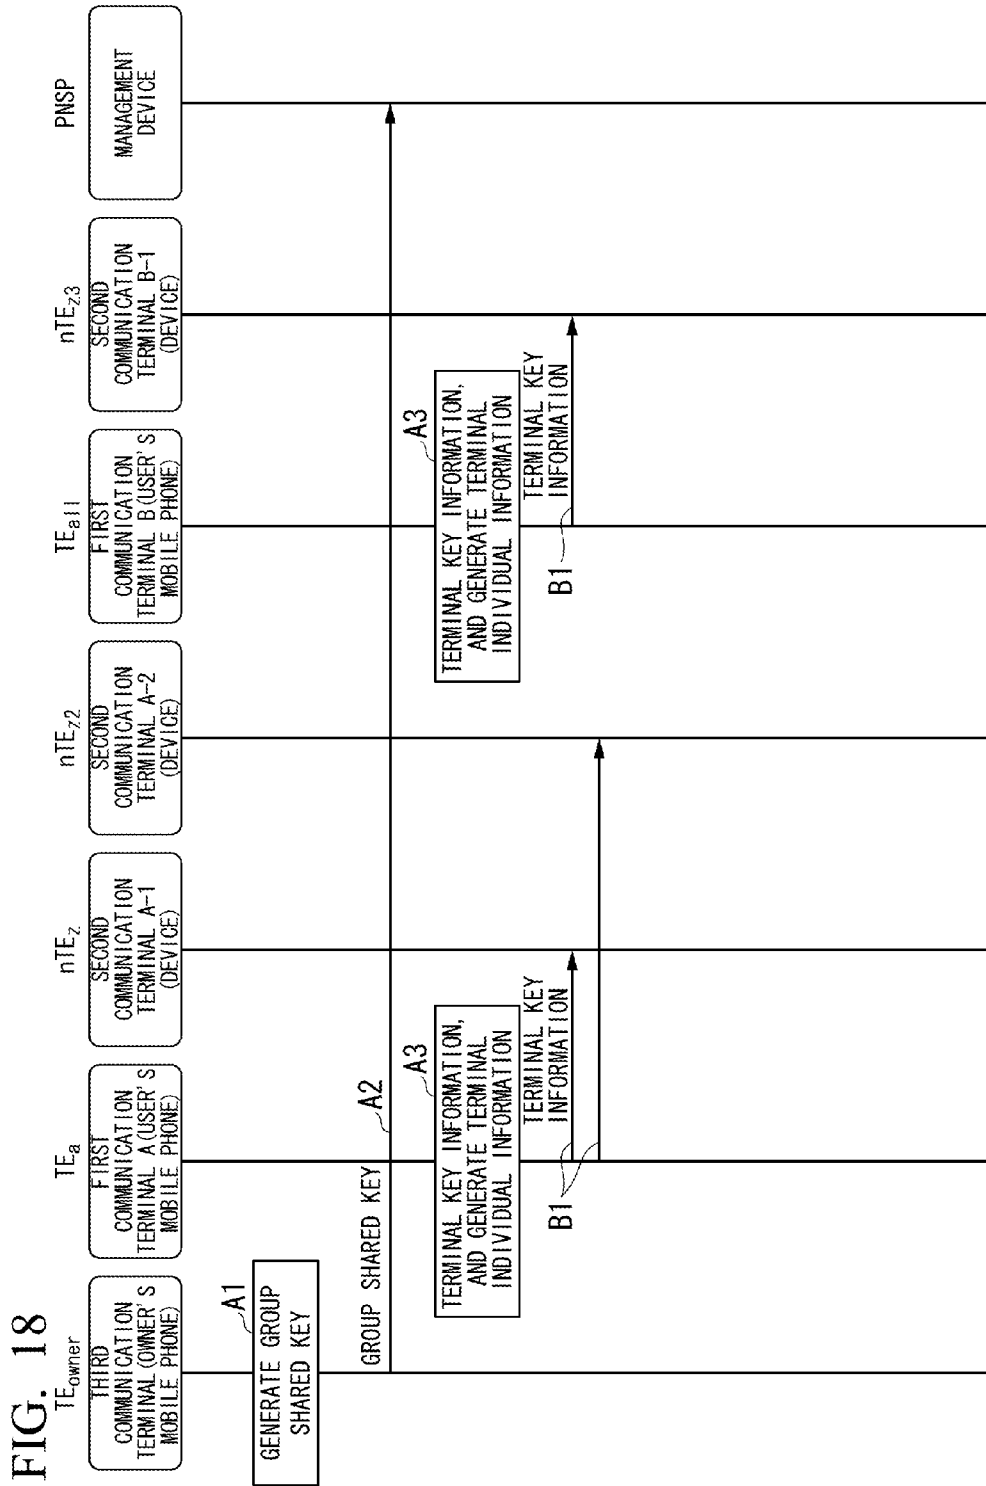 FIG. 18
TEowner
THIRD
COMMUNICATION
TERMINAL(OWNER'S
MOBILE PHONE)
TEa
FIRST
COMMUNICATION
TERMINAL A(USER'S
MOBILE PHONE)
nTEz
SECOND
COMMUNICATION
TERMINAL A-1
(DEVICE)
nTEz2
SECOND
COMMUNICATION
TERMINAL A-2
(DEVICE)
TEall
FIRST
COMMUNICATION
TERMINAL B(USER'S
MOBILE PHONE)
nTEz3
SECOND
COMMUNICATION
TERMINAL B-1
(DEVICE)
PNSP
MANAGEMENT
DEVICE
A1
GENERATE GROUP
SHARED KEY
GROUP SHARED KEY
A2
A3
TERMINAL KEY INFORMATION,
AND GENERATE TERMINAL
INDIVIDUAL INFORMATION
A3
TERMINAL KEY INFORMATION,
AND GENERATE TERMINAL
INDIVIDUAL INFORMATION
TERMINAL KEY
INFORMATION
B1
TERMINAL KEY
INFORMATION
B1